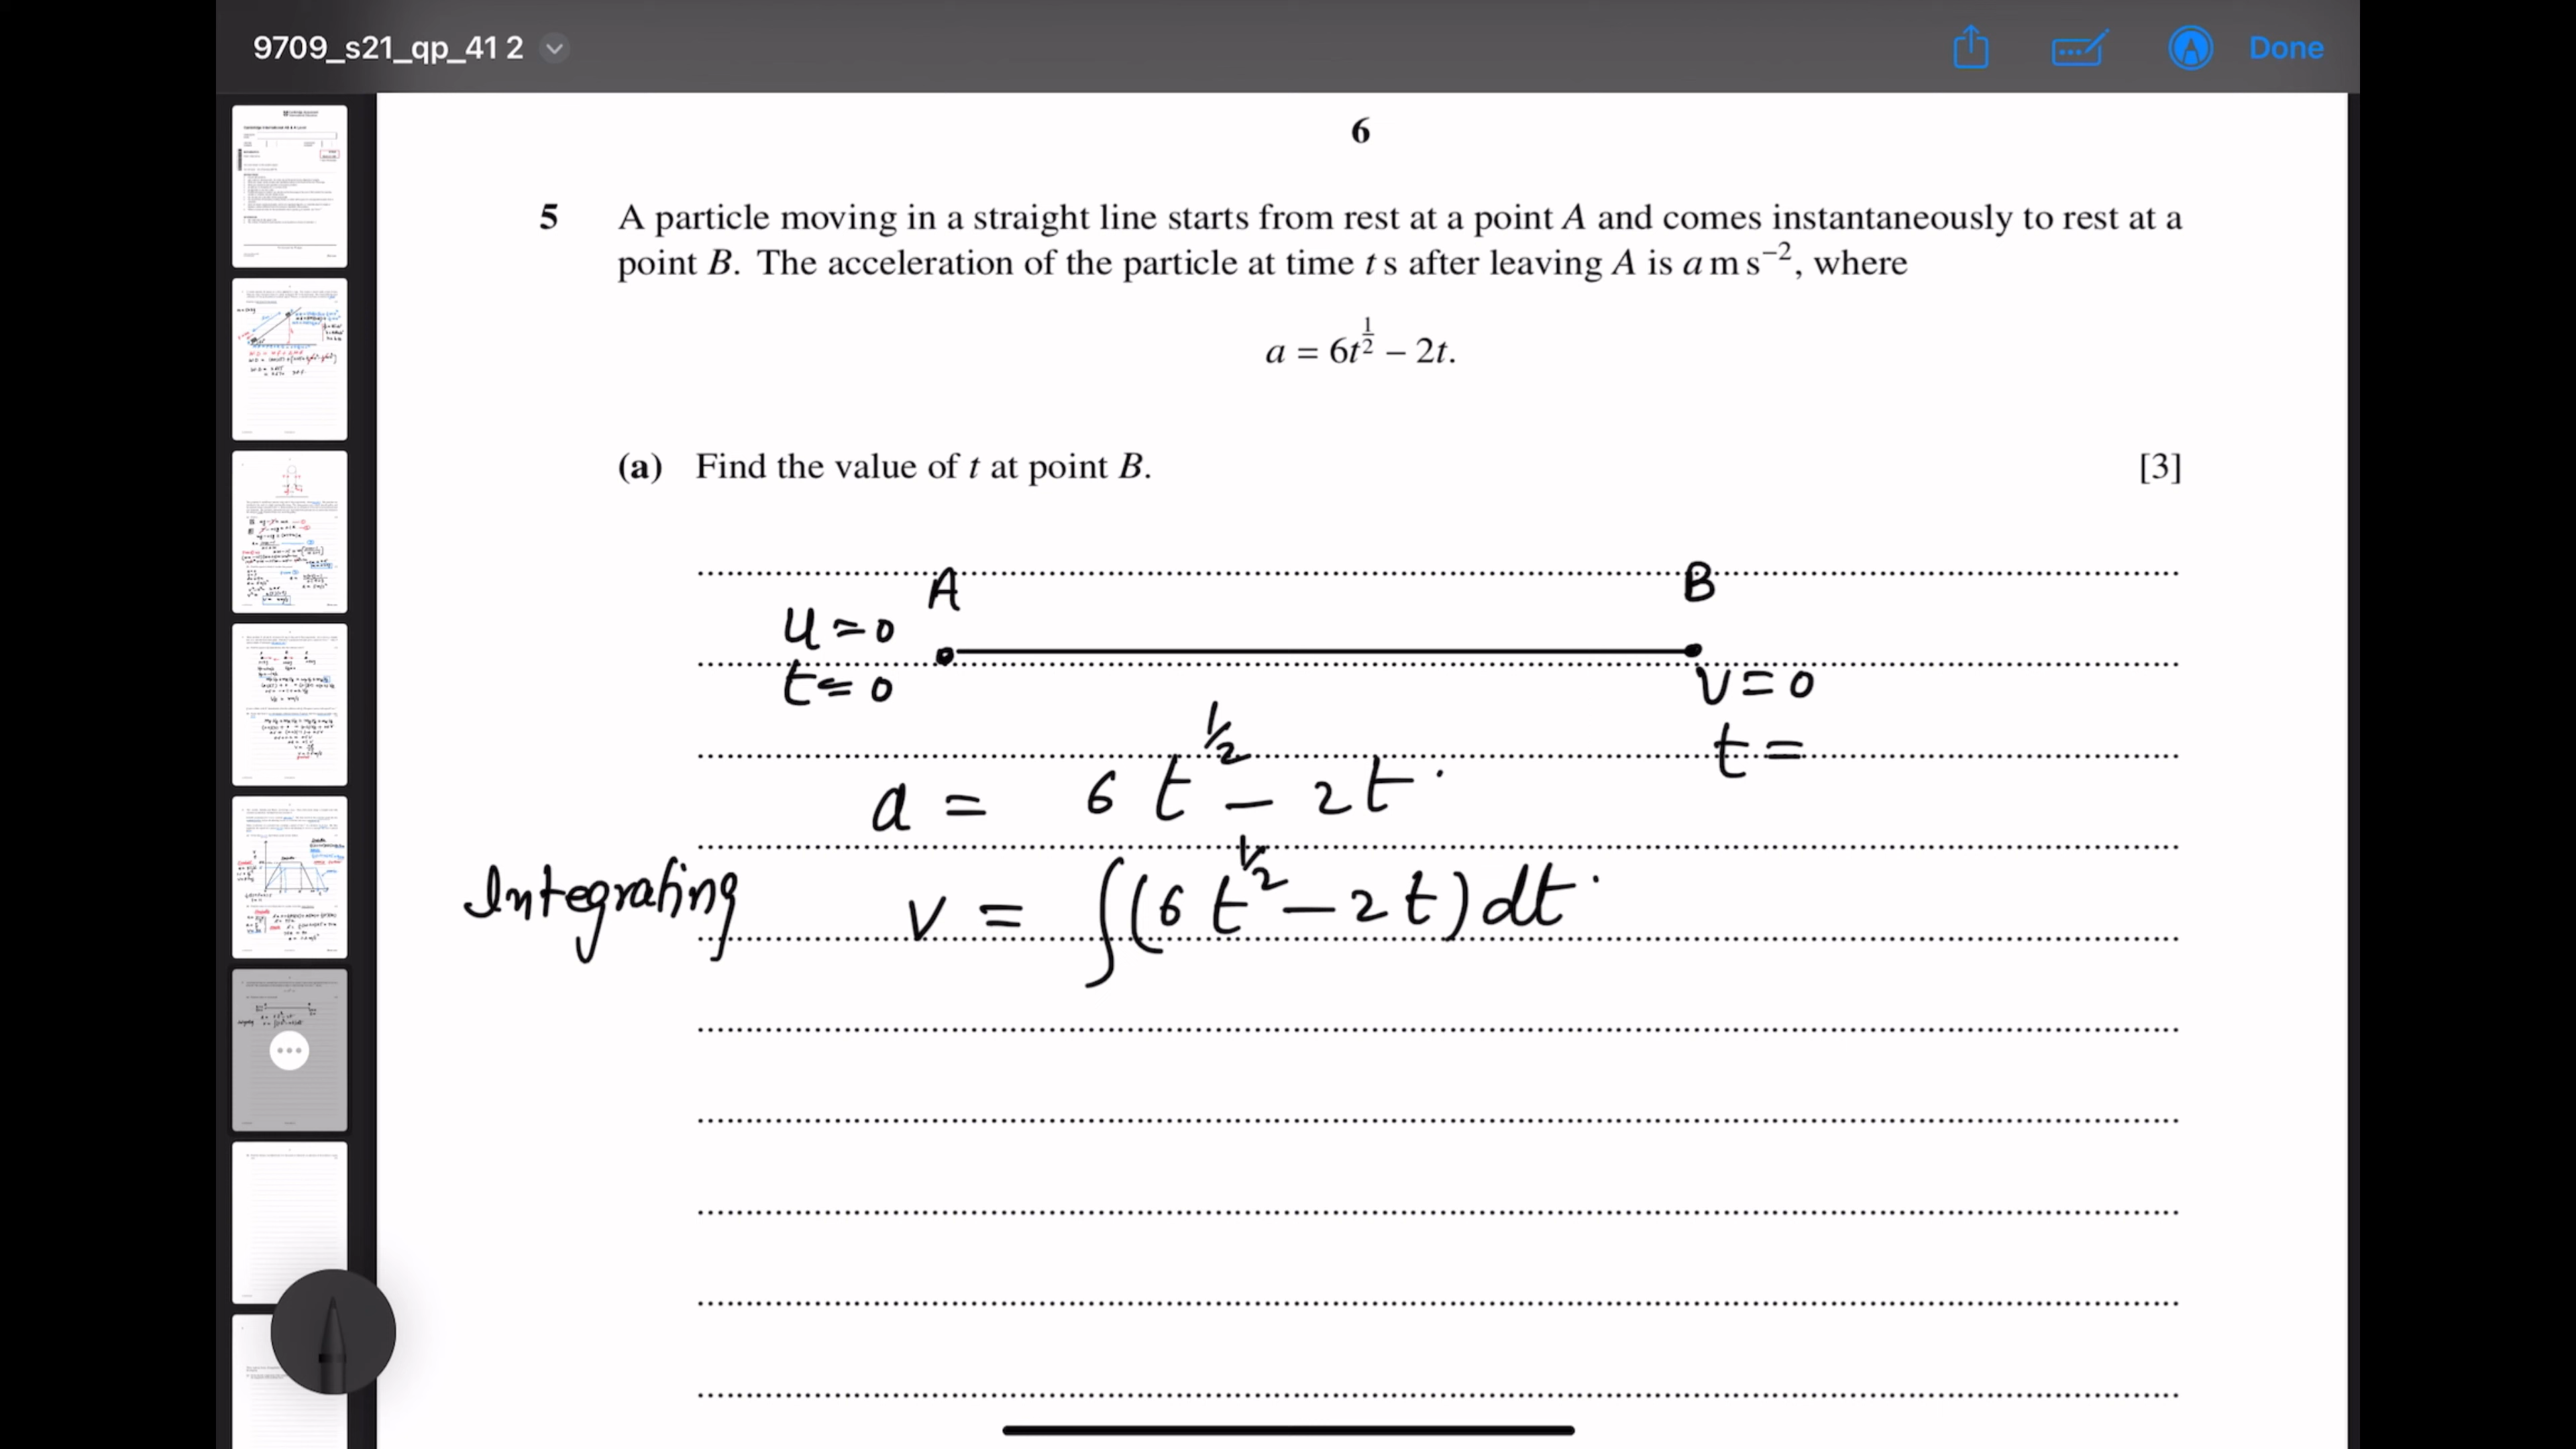 9709_s21_qp_41 2
Done
6
5 A particle moving in a straight line starts from rest at a point A and comes instantaneously to rest at a
point B. The acceleration of the particle at time t s after leaving A is a m s⁻², where
a = 6t^½ – 2t.
(a) Find the value of t at point B. [3]
A B
u = 0
t = 0
v = 0
t =
a = 6 t^½ – 2t.
Integrating v = ∫(6 t^½ – 2t) dt.